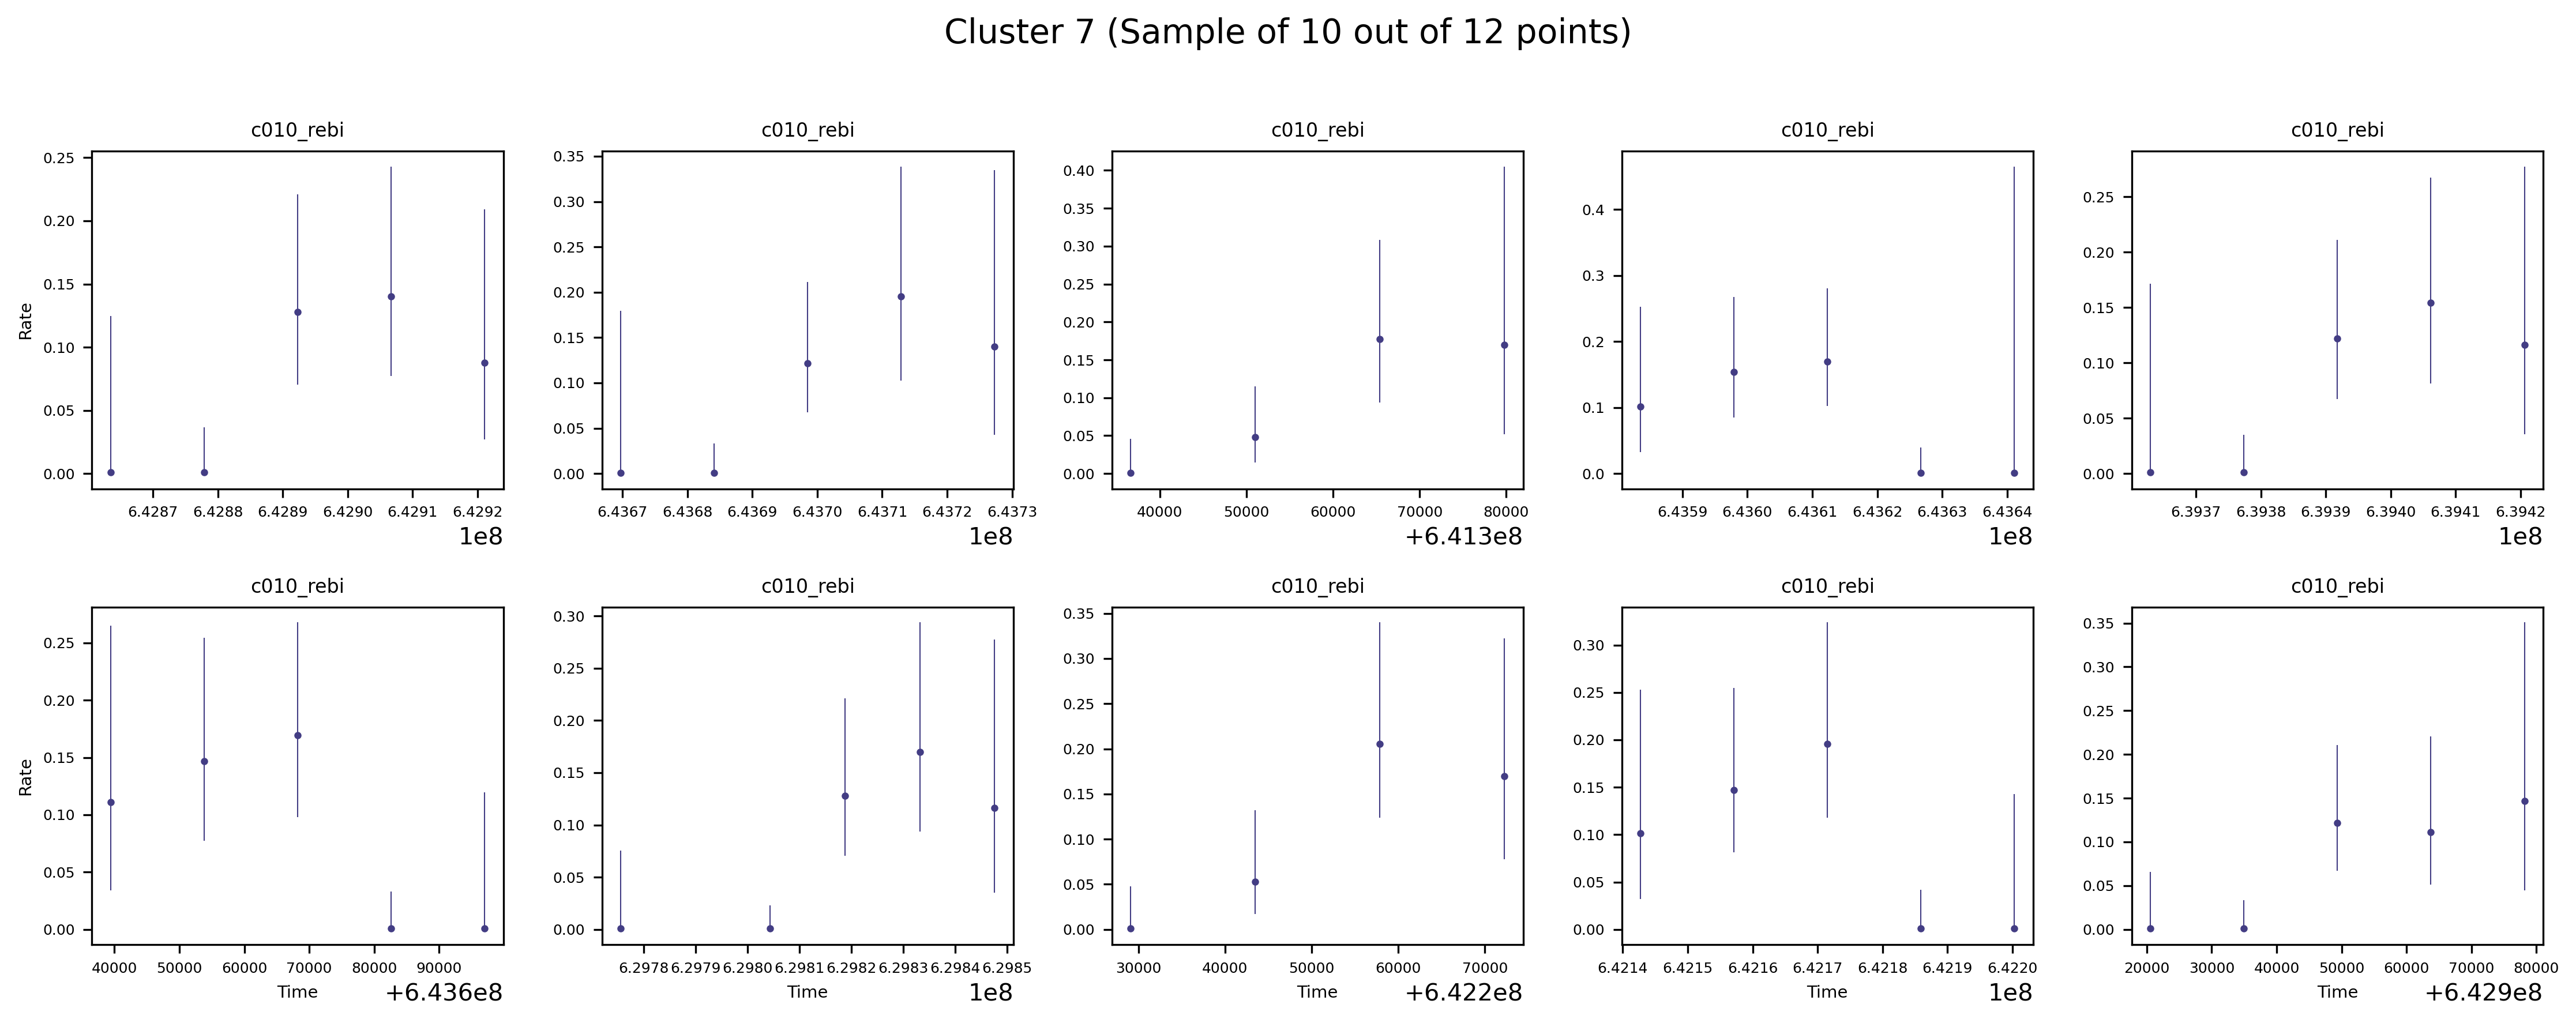 Cluster 7 (Sample of 10 out of 12 points)
c010_rebi
c010_rebi
c010_rebi
c010_rebi
c010_rebi
Rate
0.25
0.20
0.15
0.10
0.05
0.00
6.4287 6.4288 6.4289 6.4290 6.4291 6.4292
1e8
0.35
0.30
0.25
0.20
0.15
0.10
0.05
0.00
6.4367 6.4368 6.4369 6.4370 6.4371 6.4372 6.4373
1e8
0.40
0.35
0.30
0.25
0.20
0.15
0.10
0.05
0.00
40000 50000 60000 70000 80000
+6.413e8
0.4
0.3
0.2
0.1
0.0
6.4359 6.4360 6.4361 6.4362 6.4363 6.4364
1e8
0.25
0.20
0.15
0.10
0.05
0.00
6.3937 6.3938 6.3939 6.3940 6.3941 6.3942
1e8
c010_rebi
c010_rebi
c010_rebi
c010_rebi
c010_rebi
Rate
0.25
0.20
0.15
0.10
0.05
0.00
40000 50000 60000 70000 80000 90000
Time
+6.436e8
0.30
0.25
0.20
0.15
0.10
0.05
0.00
6.2978 6.2979 6.2980 6.2981 6.2982 6.2983 6.2984 6.2985
Time
1e8
0.35
0.30
0.25
0.20
0.15
0.10
0.05
0.00
30000 40000 50000 60000 70000
Time
+6.422e8
0.30
0.25
0.20
0.15
0.10
0.05
0.00
6.4214 6.4215 6.4216 6.4217 6.4218 6.4219 6.4220
Time
1e8
0.35
0.30
0.25
0.20
0.15
0.10
0.05
0.00
20000 30000 40000 50000 60000 70000 80000
Time
+6.429e8